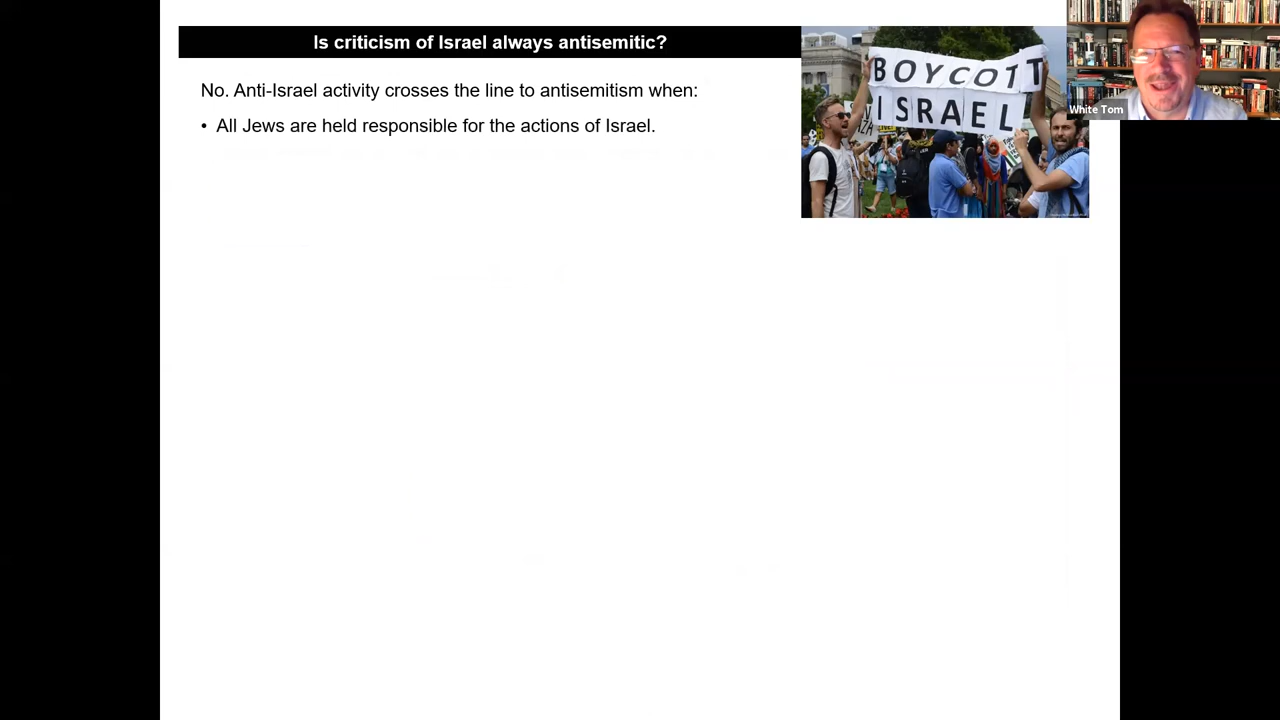 Is criticism of Israel always antisemitic?
No. Anti-Israel activity crosses the line to antisemitism when:
• All Jews are held responsible for the actions of Israel.
BOYCOTT
ISRAEL
White Tom